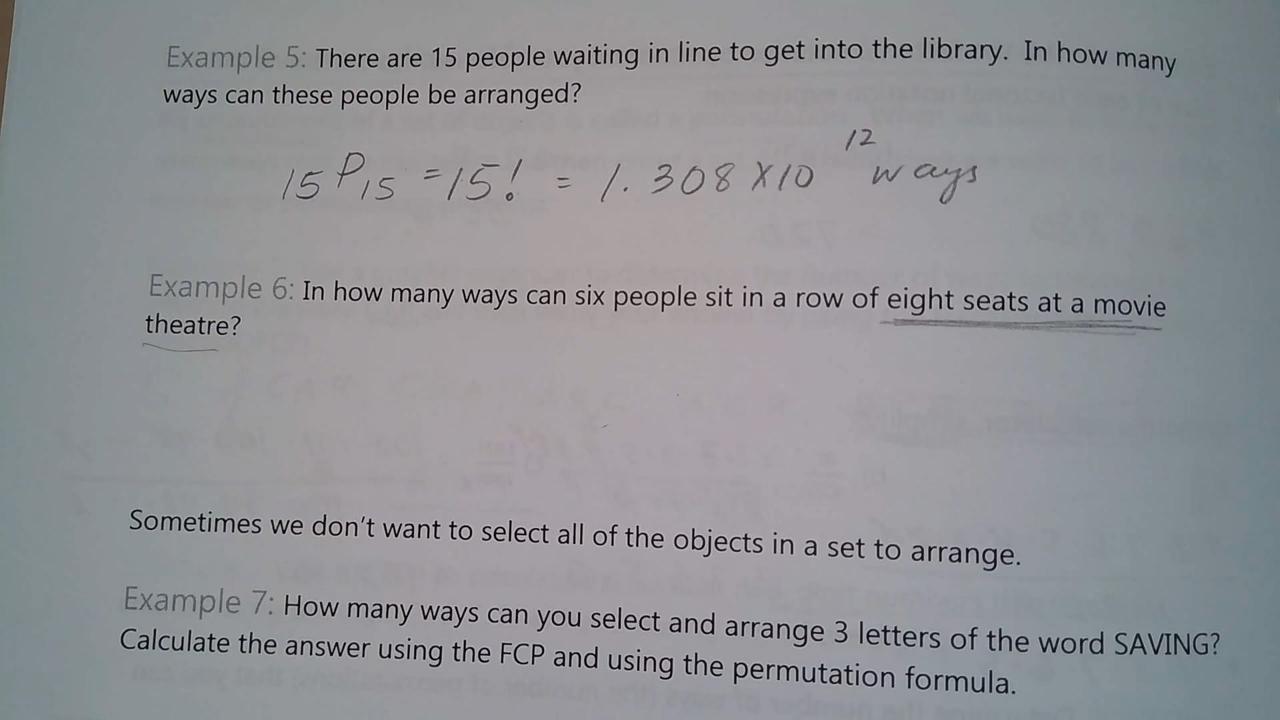 Example 5: There are 15 people waiting in line to get into the library. In how many
ways can these people be arranged?
15P15 = 15! = 1.308 X 10^12 ways
Example 6: In how many ways can six people sit in a row of eight seats at a movie
theatre?
Sometimes we don't want to select all of the objects in a set to arrange.
Example 7: How many ways can you select and arrange 3 letters of the word SAVING?
Calculate the answer using the FCP and using the permutation formula.